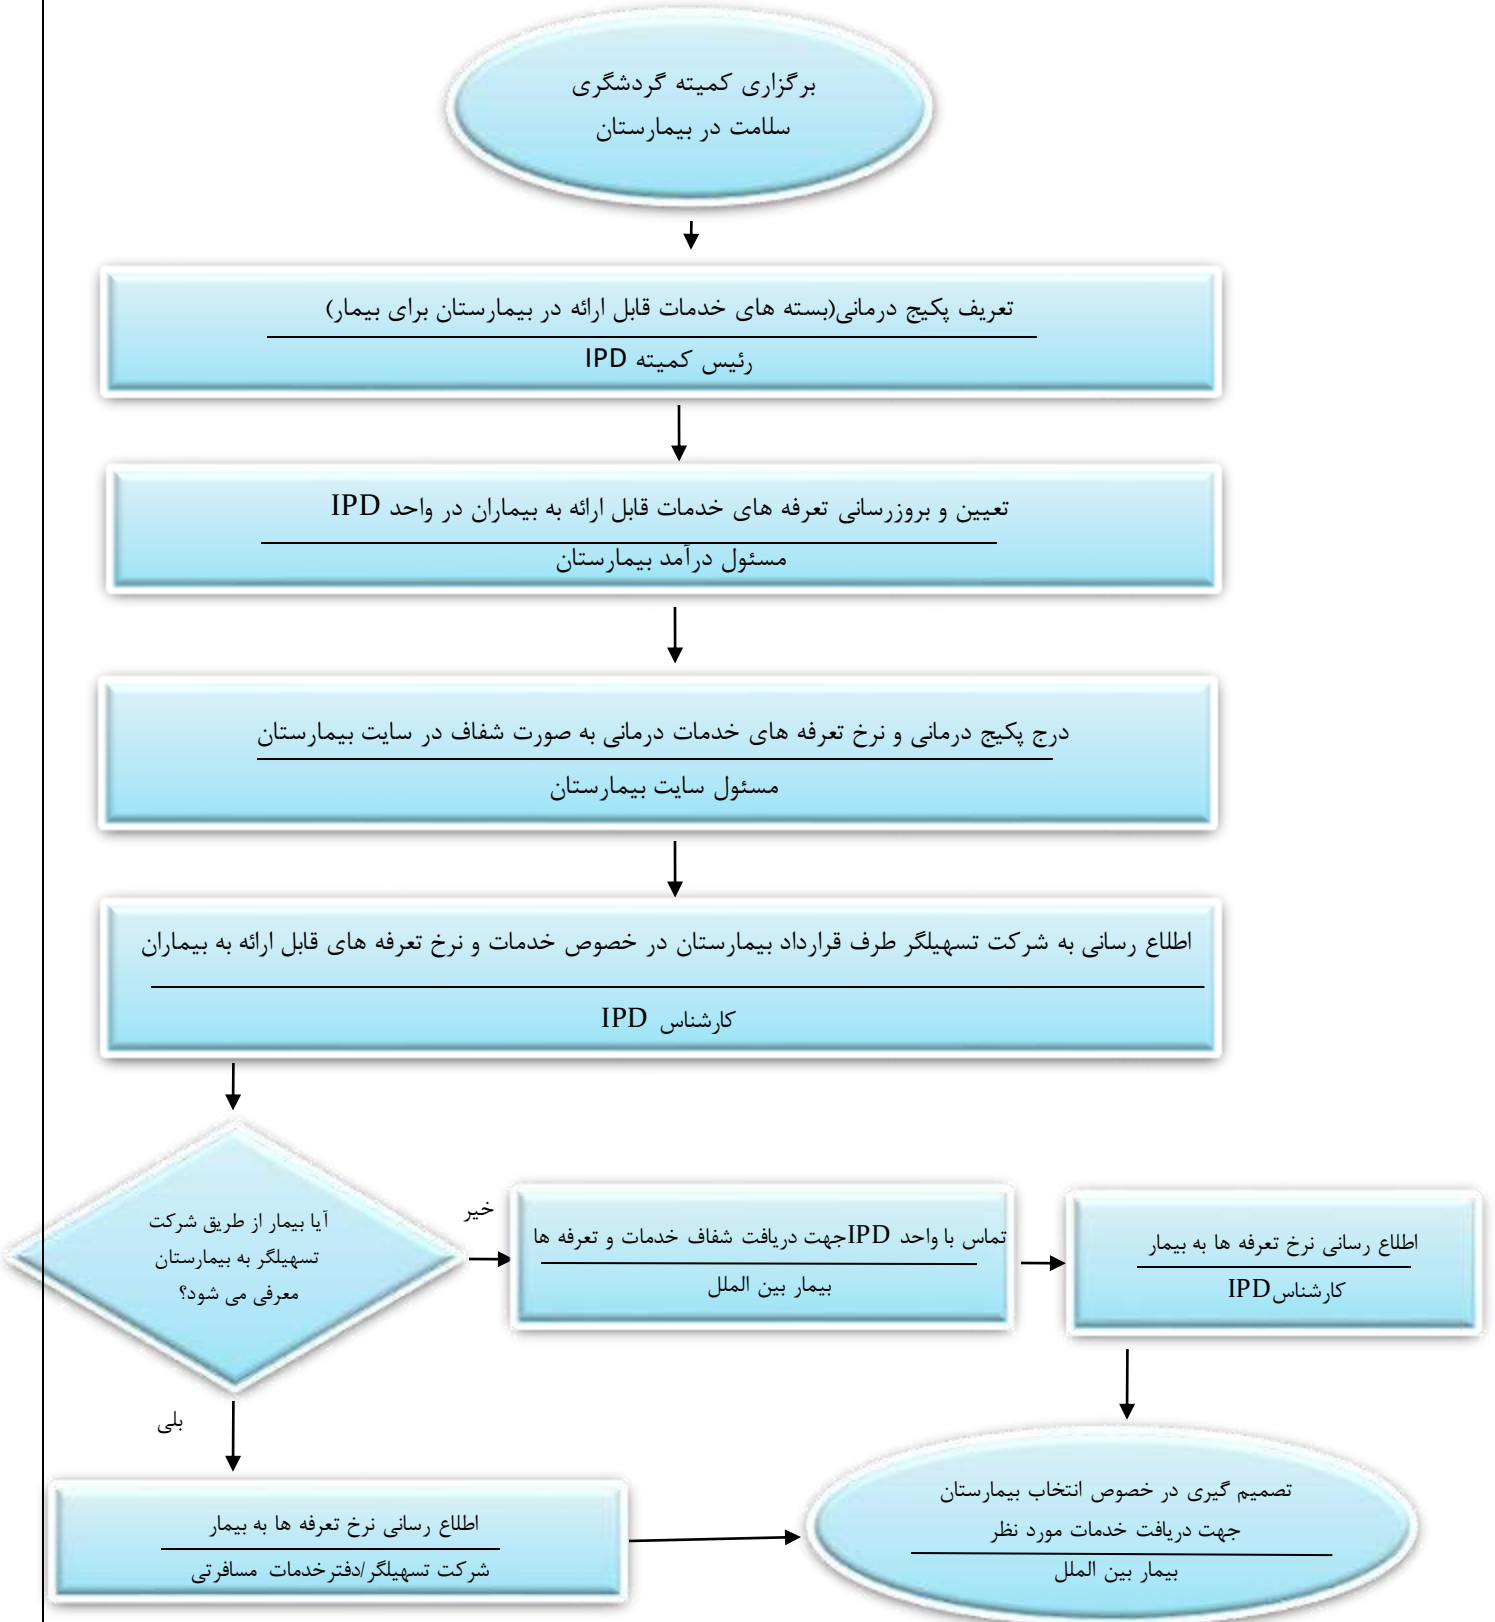 برگزاری کمیته گردشگری
سلامت در بیمارستان
تعریف پکیج درمانی(بسته های خدمات قابل ارائه در بیمارستان برای بیمار)
رئیس کمیته IPD
تعیین و بروزرسانی تعرفه های خدمات قابل ارائه به بیماران در واحد IPD
مسئول درآمد بیمارستان
درج پکیج درمانی و نرخ تعرفه های خدمات درمانی به صورت شفاف در سایت بیمارستان
مسئول سایت بیمارستان
اطلاع رسانی به شرکت تسهیلگر طرف قرارداد بیمارستان در خصوص خدمات و نرخ تعرفه های قابل ارائه به بیماران
کارشناس IPD
آیا بیمار از طریق شرکت
تسهیلگر به بیمارستان
معرفی می شود؟
خیر
تماس با واحد IPDجهت دریافت شفاف خدمات و تعرفه ها
بیمار بین الملل
اطلاع رسانی نرخ تعرفه ها به بیمار
کارشناسIPD
بلی
اطلاع رسانی نرخ تعرفه ها به بیمار
شرکت تسهیلگر/دفترخدمات مسافرتی
تصمیم گیری در خصوص انتخاب بیمارستان
جهت دریافت خدمات مورد نظر
بیمار بین الملل